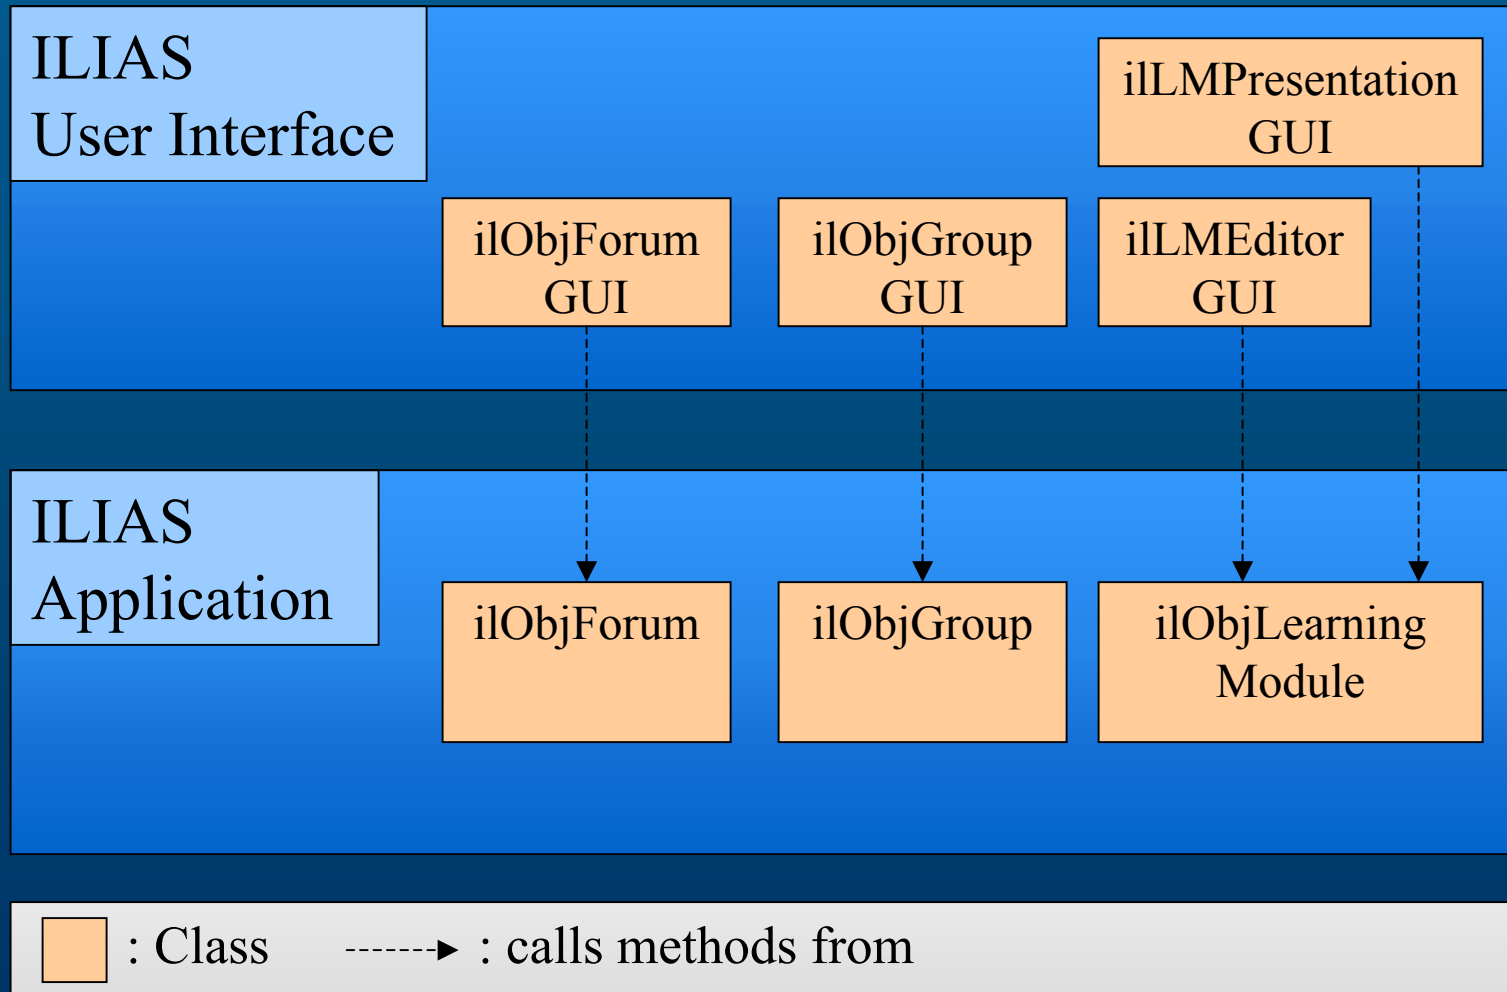 ILIAS
User Interface
ilLMPresentation
GUI
ilObjForum
GUI
ilObjGroup
GUI
ilLMEditor
GUI
ILIAS
Application
ilObjForum
ilObjGroup
ilObjLearning
Module
: Class
: calls methods from